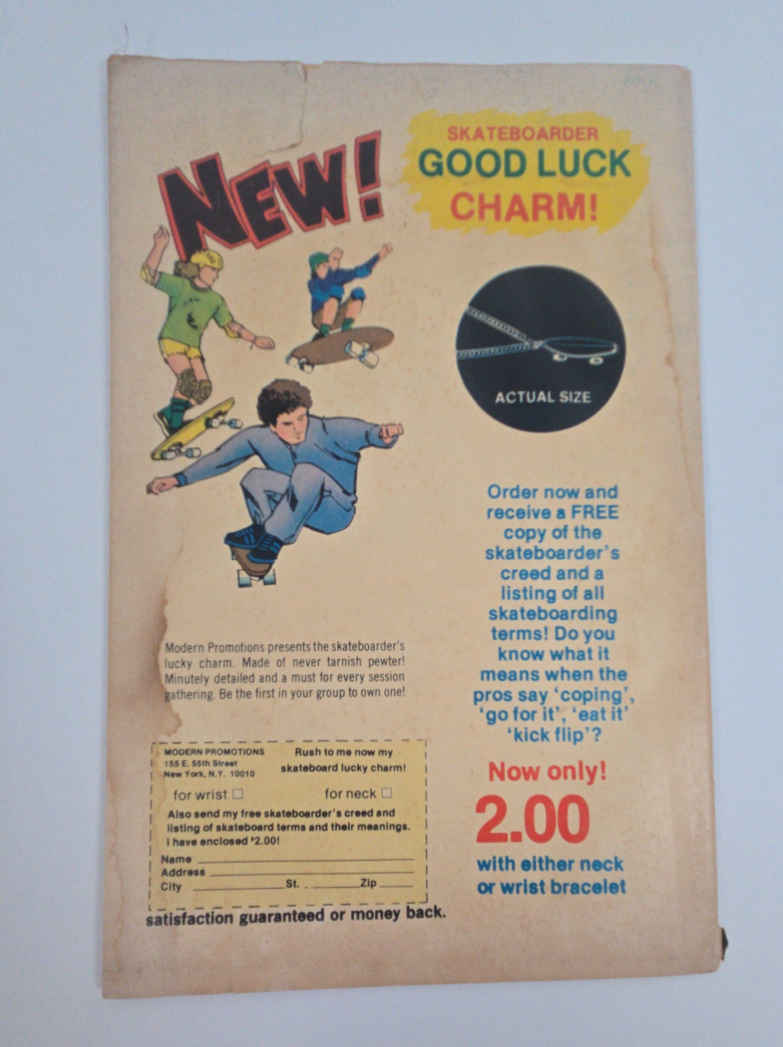 NEW!
SKATEBOARDER
GOOD LUCK
CHARM!
ACTUAL SIZE
Order now and
receive a FREE
copy of the
skateboarder's
creed and a
listing of all
skateboarding
terms! Do you
know what it
means when the
pros say 'coping',
'go for it', 'eat it'
'kick flip'?
Now only!
2.00
with either neck
or wrist bracelet
Modern Promotions presents the skateboarder's
lucky charm. Made of never tarnish pewter!
Minutely detailed and a must for every session
gathering. Be the first in your group to own one!
MODERN PROMOTIONS
155 E. 55th Street
New York, N.Y. 10010
Rush to me now my
skateboard lucky charm!
for wrist
for neck
Also send my free skateboarder's creed and
listing of skateboard terms and their meanings.
I have enclosed $2.00!
Name
Address
City St. Zip
satisfaction guaranteed or money back.